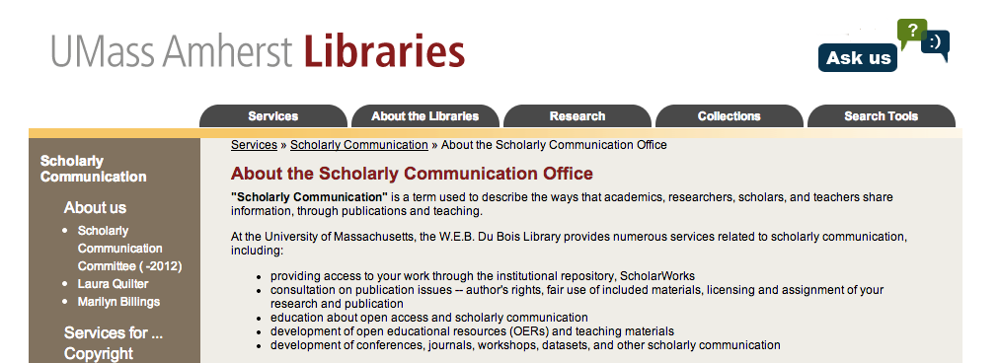 UMass Amherst Libraries
?
:)
Ask us
Services
About the Libraries
Research
Collections
Search Tools
Scholarly
Communication
About us
• Scholarly
Communication
Committee ( -2012)
• Laura Quilter
• Marilyn Billings
Services for ...
Copyright
Services » Scholarly Communication » About the Scholarly Communication Office
About the Scholarly Communication Office
"Scholarly Communication" is a term used to describe the ways that academics, researchers, scholars, and teachers share
information, through publications and teaching.
At the University of Massachusetts, the W.E.B. Du Bois Library provides numerous services related to scholarly communication,
including:
• providing access to your work through the institutional repository, ScholarWorks
• consultation on publication issues -- author's rights, fair use of included materials, licensing and assignment of your
research and publication
• education about open access and scholarly communication
• development of open educational resources (OERs) and teaching materials
• development of conferences, journals, workshops, datasets, and other scholarly communication